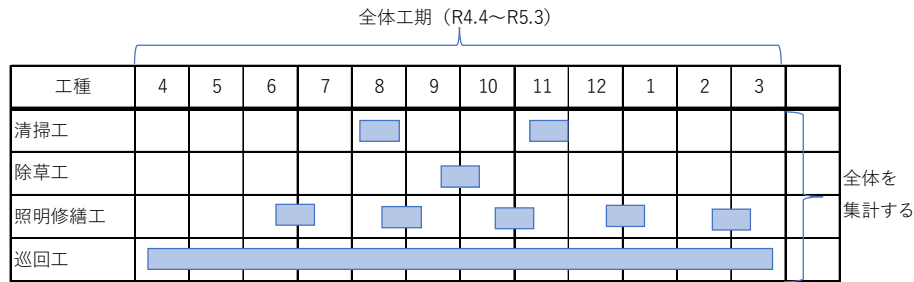 全体工期（R4.4～R5.3）
工種 4 5 6 7 8 9 10 11 12 1 2 3
清掃工
除草工
照明修繕工
巡回工
全体を
集計する